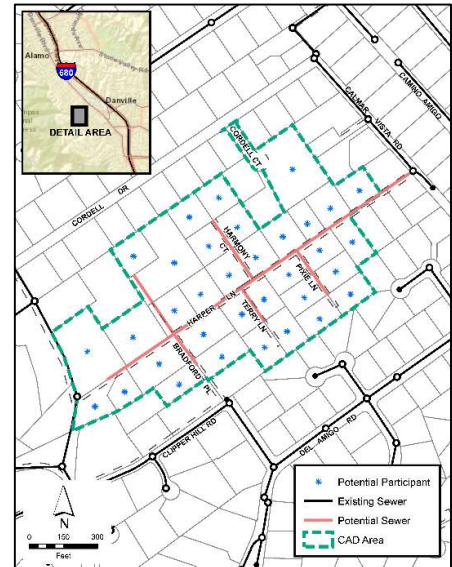 Alamo
680
Danville
DETAIL AREA
CAMINO AMIGO
CALMAR
VISTA RD
CORDELL CT
CORDELL DR
HARMONY
CT
PIXIE LN
HARPER LN
TERRY LN
BRADFORD PL
CLIPPER HILL RD
DEL AMIGO RD
N
0 150 300
Feet
Potential Participant
Existing Sewer
Potential Sewer
CAD Area